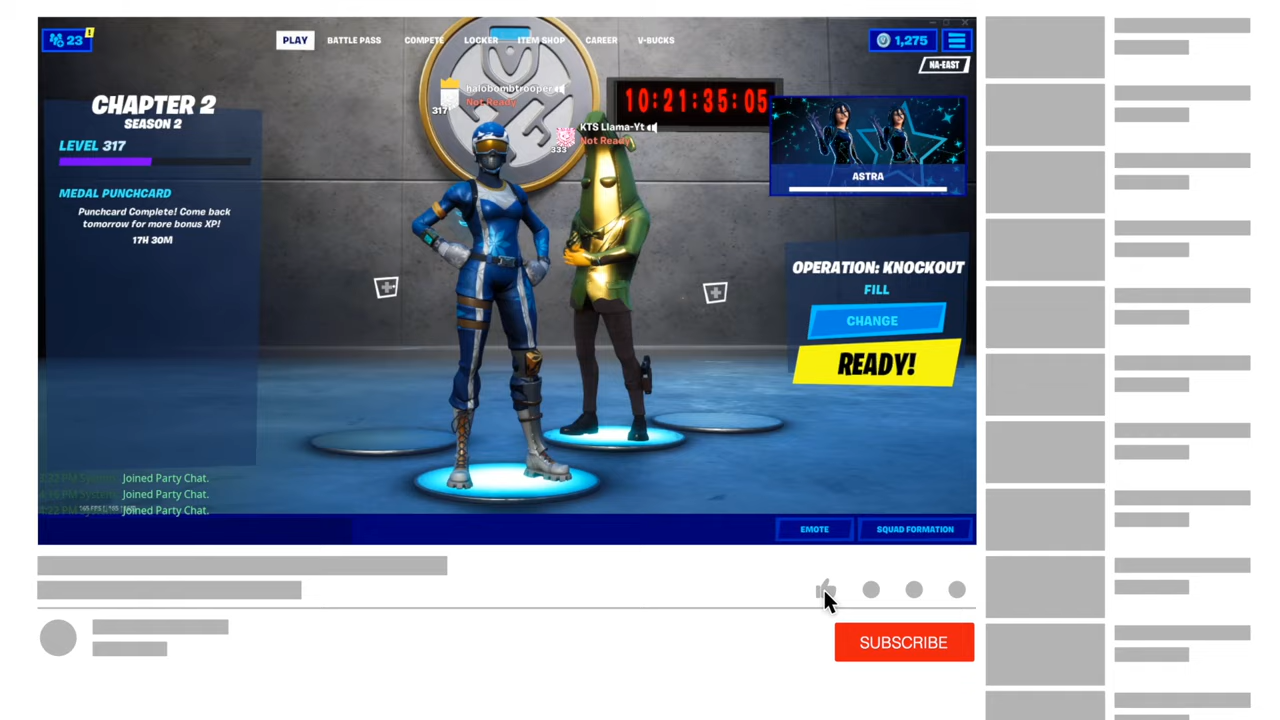 23
!
PLAY
BATTLE PASS
COMPETE
LOCKER
ITEM SHOP
CAREER
V-BUCKS
1,275
NA-EAST
CHAPTER 2
SEASON 2
LEVEL 317
MEDAL PUNCHCARD
Punchcard Complete! Come back
tomorrow for more bonus XP!
17H 30M
halobombtrooper
Not Ready
317
10:21:35:05
KTS Llama-Yt
Not Ready
333
ASTRA
OPERATION: KNOCKOUT
FILL
CHANGE
READY!
Joined Party Chat.
Joined Party Chat.
Joined Party Chat.
EMOTE
SQUAD FORMATION
SUBSCRIBE